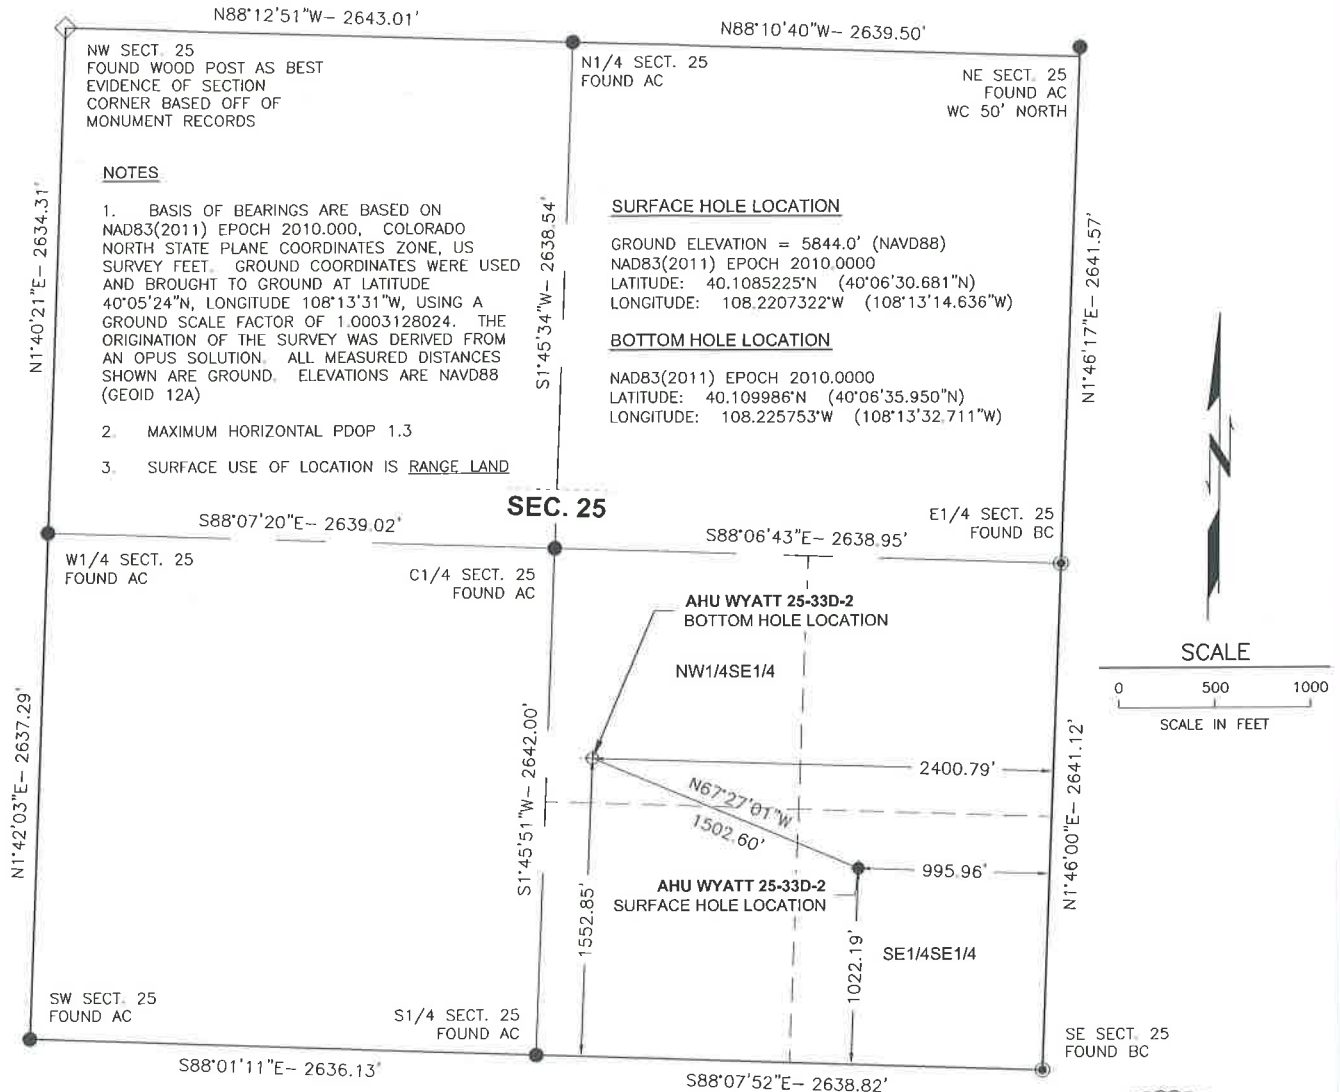 N88°12'51"W- 2643.01'
N88°10'40"W- 2639.50'
NW SECT. 25
FOUND WOOD POST AS BEST
EVIDENCE OF SECTION
CORNER BASED OFF OF
MONUMENT RECORDS
N1/4 SECT. 25
FOUND AC
NE SECT. 25
FOUND AC
WC 50' NORTH
NOTES
1. BASIS OF BEARINGS ARE BASED ON
NAD83(2011) EPOCH 2010.000, COLORADO
NORTH STATE PLANE COORDINATES ZONE, US
SURVEY FEET. GROUND COORDINATES WERE USED
AND BROUGHT TO GROUND AT LATITUDE
40°05'24"N, LONGITUDE 108°13'31"W, USING A
GROUND SCALE FACTOR OF 1.0003128024. THE
ORIGINATION OF THE SURVEY WAS DERIVED FROM
AN OPUS SOLUTION. ALL MEASURED DISTANCES
SHOWN ARE GROUND. ELEVATIONS ARE NAVD88
(GEOID 12A)
2. MAXIMUM HORIZONTAL PDOP 1.3
3. SURFACE USE OF LOCATION IS RANGE LAND
N1°40'21"E- 2634.31'
S1°45'34"W- 2638.54'
SURFACE HOLE LOCATION
GROUND ELEVATION = 5844.0' (NAVD88)
NAD83(2011) EPOCH 2010.0000
LATITUDE: 40.1085225°N (40°06'30.681"N)
LONGITUDE: 108.2207322°W (108°13'14.636"W)
BOTTOM HOLE LOCATION
NAD83(2011) EPOCH 2010.0000
LATITUDE: 40.109986°N (40°06'35.950"N)
LONGITUDE: 108.225753°W (108°13'32.711"W)
N1°46'17"E- 2641.57'
N
SEC. 25
S88°07'20"E- 2639.02'
S88°06'43"E- 2638.95'
E1/4 SECT. 25
FOUND BC
W1/4 SECT. 25
FOUND AC
C1/4 SECT. 25
FOUND AC
AHU WYATT 25-33D-2
BOTTOM HOLE LOCATION
NW1/4SE1/4
SCALE
0 500 1000
SCALE IN FEET
N1°42'03"E- 2637.29'
S1°45'51"W- 2642.00'
2400.79'
N67°27'01"W
1502.60'
995.96'
N1°46'00"E- 2641.12'
AHU WYATT 25-33D-2
SURFACE HOLE LOCATION
1552.85'
1022.19'
SE1/4SE1/4
SW SECT. 25
FOUND AC
S1/4 SECT. 25
FOUND AC
SE SECT. 25
FOUND BC
S88°01'11"E- 2636.13'
S88°07'52"E- 2638.82'